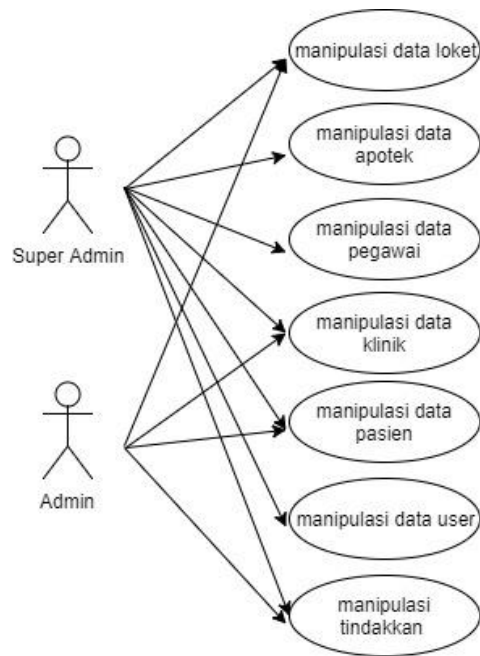 manipulasi data loket
manipulasi data
apotek
Super Admin
manipulasi data
pegawai
manipulasi data
klinik
Admin
manipulasi data
pasien
manipulasi data user
manipulasi
tindakkan